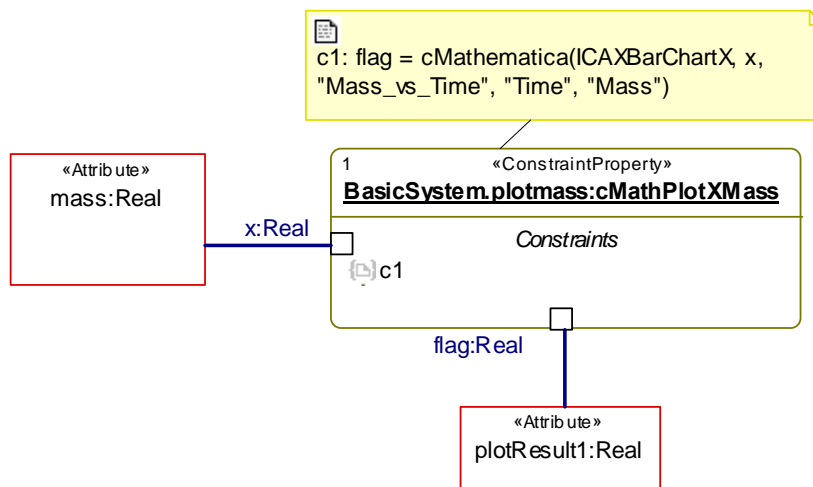 c1: flag = cMathematica(ICAXBarChartX, x,
"Mass_vs_Time", "Time", "Mass")
«Attribute»
mass:Real
x:Real
1 «ConstraintProperty»
BasicSystem.plotmass:cMathPlotXMass
Constraints
c1
flag:Real
«Attribute»
plotResult1:Real